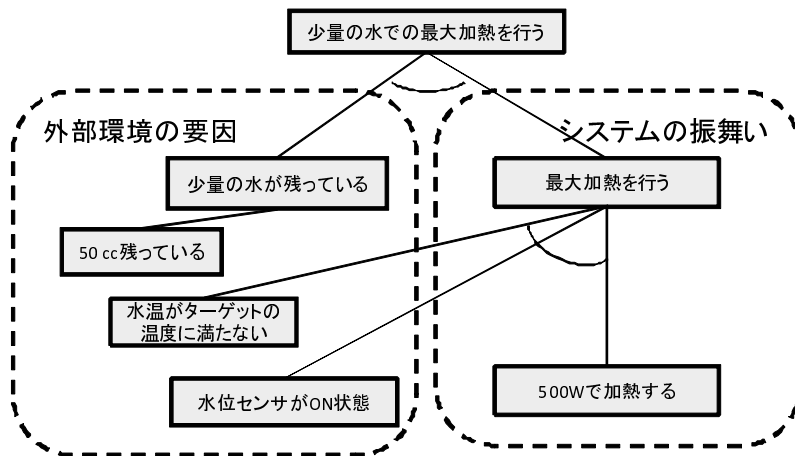 少量の水での最大加熱を行う
外部環境の要因
システムの振舞い
少量の水が残っている
最大加熱を行う
50 cc残っている
水温がターゲットの
温度に満たない
水位センサがON状態
500Wで加熱する